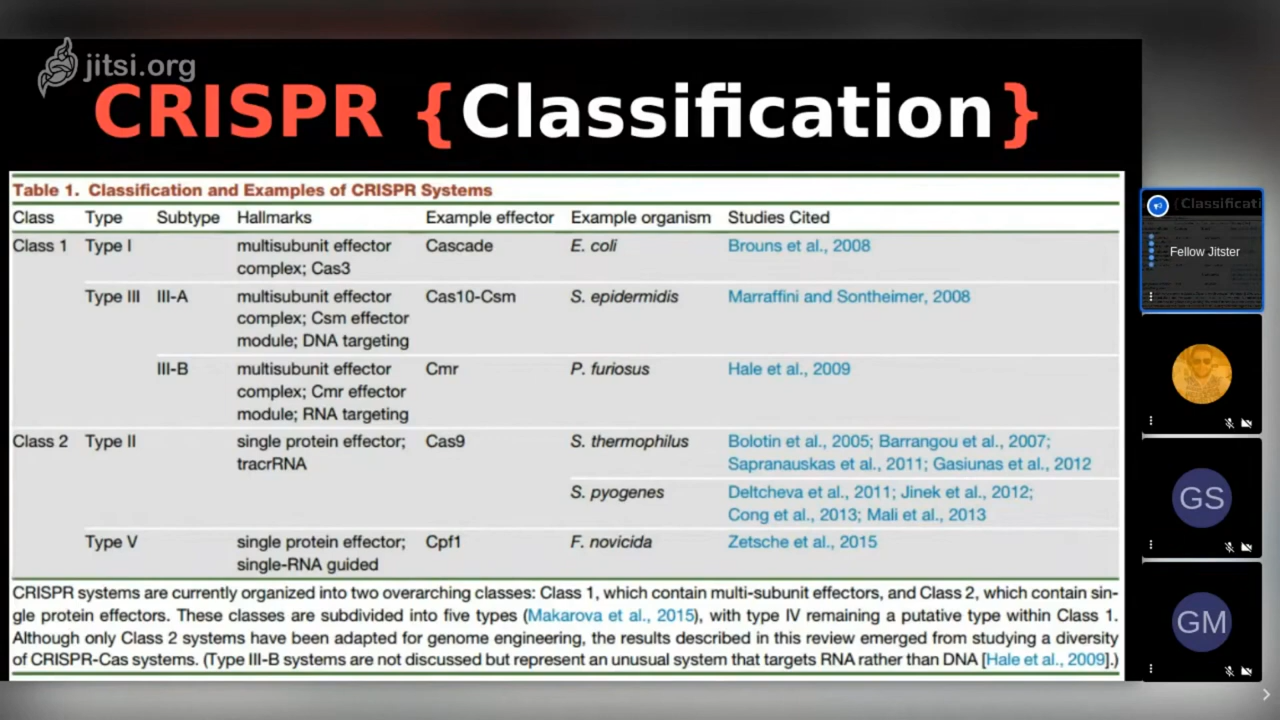 jitsi.org
CRISPR {Classification}
Table 1. Classification and Examples of CRISPR Systems
Class Type Subtype Hallmarks Example effector Example organism Studies Cited
Class 1 Type I multisubunit effector Cascade E. coli Brouns et al., 2008
complex; Cas3
Type III III-A multisubunit effector Cas10-Csm S. epidermidis Marraffini and Sontheimer, 2008
complex; Csm effector
module; DNA targeting
III-B multisubunit effector Cmr P. furiosus Hale et al., 2009
complex; Cmr effector
module; RNA targeting
Class 2 Type II single protein effector; Cas9 S. thermophilus Bolotin et al., 2005; Barrangou et al., 2007;
tracrRNA Sapranauskas et al., 2011; Gasiunas et al., 2012
S. pyogenes Deltcheva et al., 2011; Jinek et al., 2012;
Cong et al., 2013; Mali et al., 2013
Type V single protein effector; Cpf1 F. novicida Zetsche et al., 2015
single-RNA guided
CRISPR systems are currently organized into two overarching classes: Class 1, which contain multi-subunit effectors, and Class 2, which contain sin-
gle protein effectors. These classes are subdivided into five types (Makarova et al., 2015), with type IV remaining a putative type within Class 1.
Although only Class 2 systems have been adapted for genome engineering, the results described in this review emerged from studying a diversity
of CRISPR-Cas systems. (Type III-B systems are not discussed but represent an unusual system that targets RNA rather than DNA [Hale et al., 2009].)
{Classificati
Fellow Jitster
GS
GM